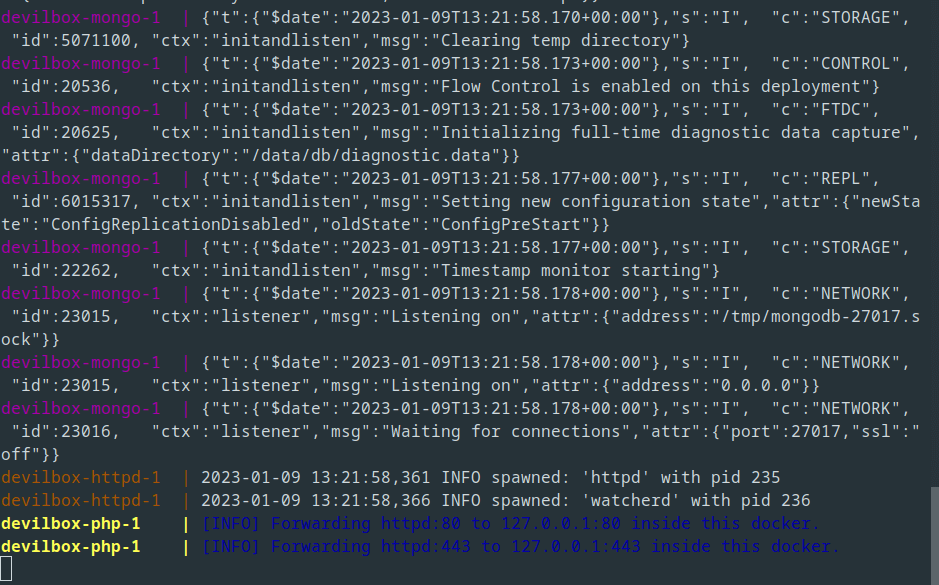 devilbox-mongo-1  | {"t":{"$date":"2023-01-09T13:21:58.170+00:00"},"s":"I",  "c":"STORAGE",
 "id":5071100, "ctx":"initandlisten","msg":"Clearing temp directory"}
devilbox-mongo-1  | {"t":{"$date":"2023-01-09T13:21:58.173+00:00"},"s":"I",  "c":"CONTROL",
 "id":20536,   "ctx":"initandlisten","msg":"Flow Control is enabled on this deployment"}
devilbox-mongo-1  | {"t":{"$date":"2023-01-09T13:21:58.173+00:00"},"s":"I",  "c":"FTDC",
 "id":20625,   "ctx":"initandlisten","msg":"Initializing full-time diagnostic data capture",
"attr":{"dataDirectory":"/data/db/diagnostic.data"}}
devilbox-mongo-1  | {"t":{"$date":"2023-01-09T13:21:58.177+00:00"},"s":"I",  "c":"REPL",
 "id":6015317, "ctx":"initandlisten","msg":"Setting new configuration state","attr":{"newSta
te":"ConfigReplicationDisabled","oldState":"ConfigPreStart"}}
devilbox-mongo-1  | {"t":{"$date":"2023-01-09T13:21:58.177+00:00"},"s":"I",  "c":"STORAGE",
 "id":22262,   "ctx":"initandlisten","msg":"Timestamp monitor starting"}
devilbox-mongo-1  | {"t":{"$date":"2023-01-09T13:21:58.178+00:00"},"s":"I",  "c":"NETWORK",
 "id":23015,   "ctx":"listener","msg":"Listening on","attr":{"address":"/tmp/mongodb-27017.s
ock"}}
devilbox-mongo-1  | {"t":{"$date":"2023-01-09T13:21:58.178+00:00"},"s":"I",  "c":"NETWORK",
 "id":23015,   "ctx":"listener","msg":"Listening on","attr":{"address":"0.0.0.0"}}
devilbox-mongo-1  | {"t":{"$date":"2023-01-09T13:21:58.178+00:00"},"s":"I",  "c":"NETWORK",
 "id":23016,   "ctx":"listener","msg":"Waiting for connections","attr":{"port":27017,"ssl":"
off"}}
devilbox-httpd-1  | 2023-01-09 13:21:58,361 INFO spawned: 'httpd' with pid 235
devilbox-httpd-1  | 2023-01-09 13:21:58,366 INFO spawned: 'watcherd' with pid 236
devilbox-php-1    | [INFO] Forwarding httpd:80 to 127.0.0.1:80 inside this docker.
devilbox-php-1    | [INFO] Forwarding httpd:443 to 127.0.0.1:443 inside this docker.